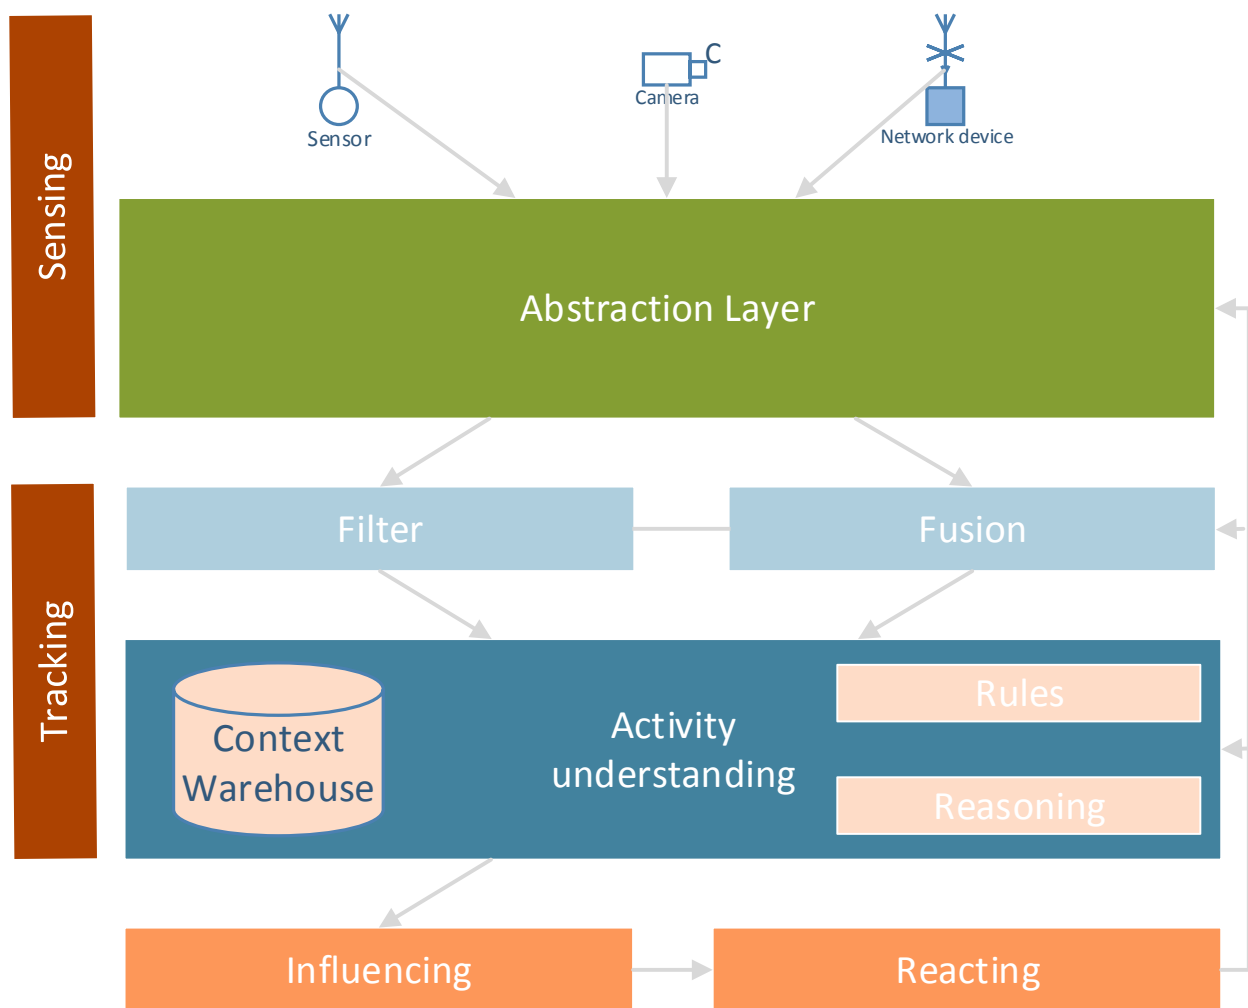 C
Sensor
Camera
Network device
Sensing
Abstraction Layer
Filter
Fusion
Tracking
Context
Warehouse
Activity
understanding
Rules
Reasoning
Influencing
Reacting